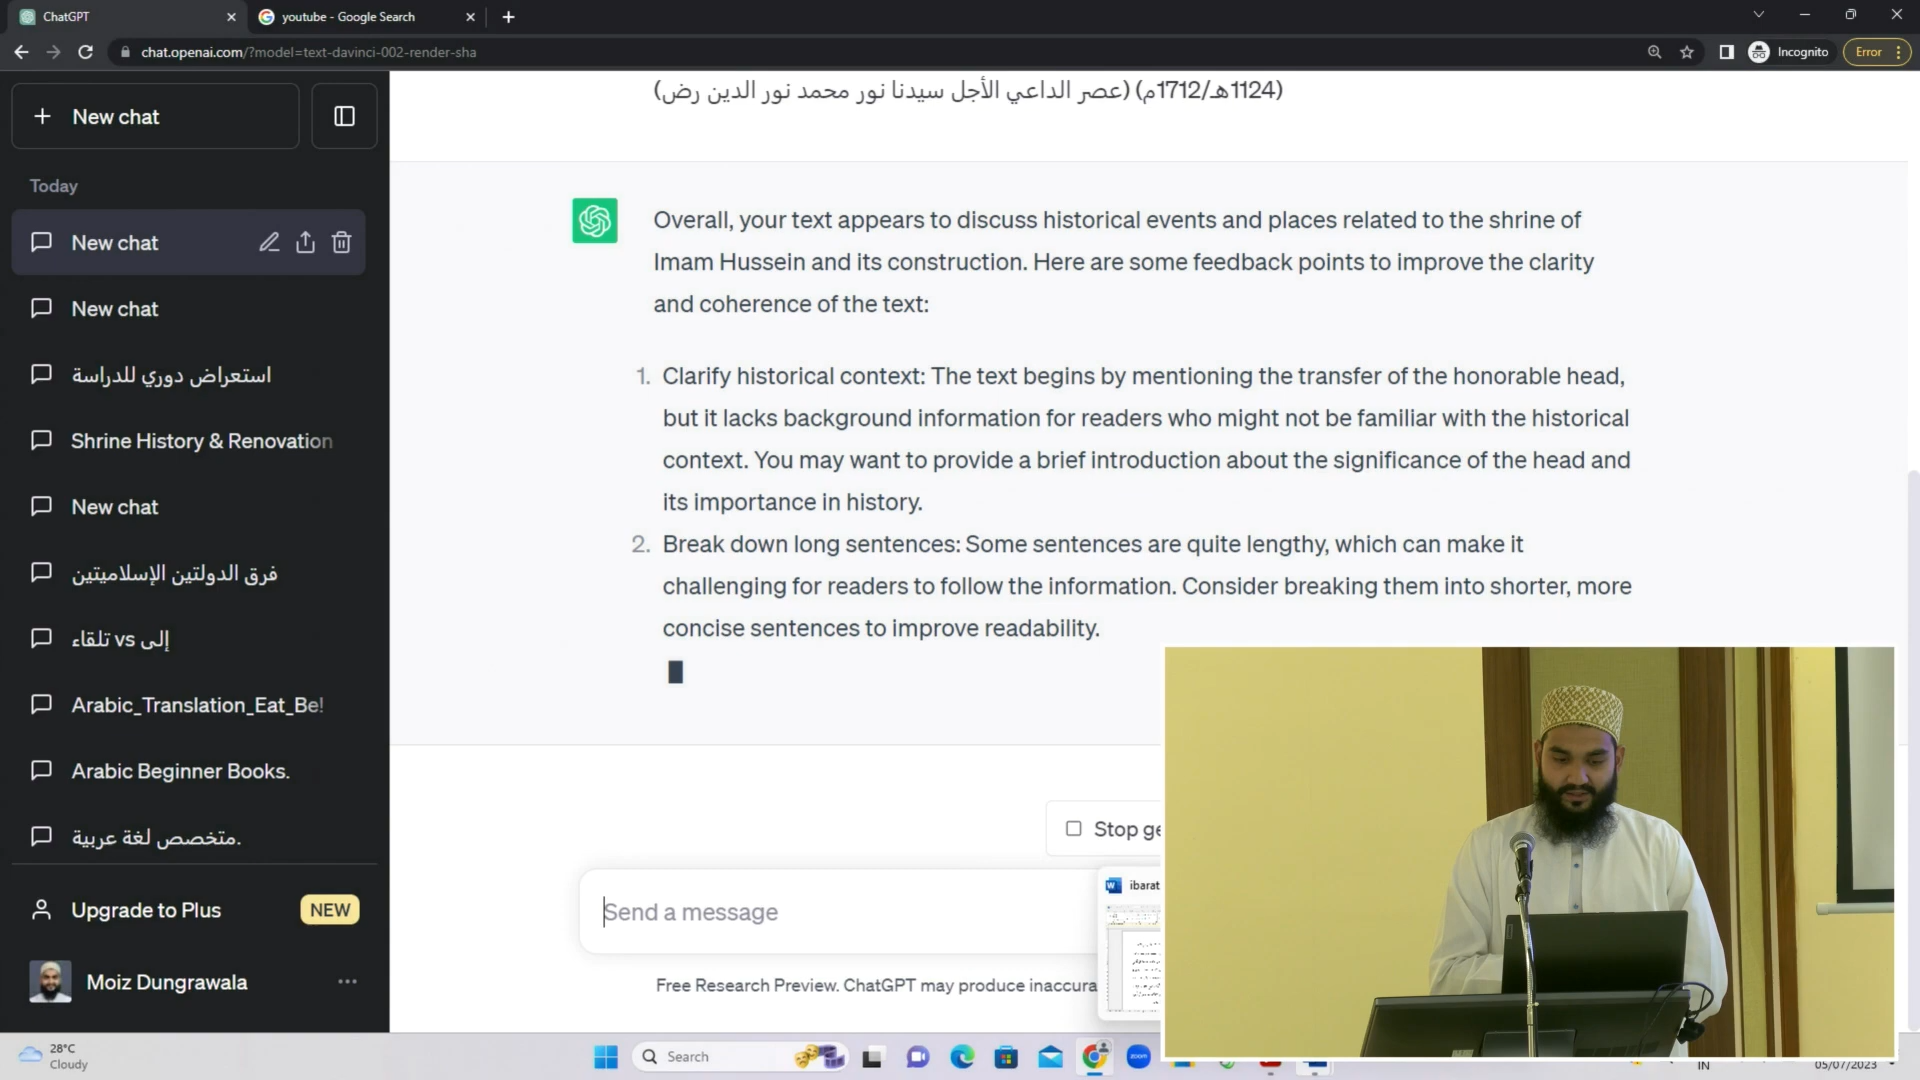 ChatGPT
youtube - Google Search
chat.openai.com/?model=text-davinci-002-render-sha
Incognito
Error
New chat
Today
New chat
New chat
استعراض دوري للدراسة
Shrine History & Renovation
New chat
فرق الدولتين الإسلاميتين
إلى vs تلقاء
Arabic_Translation_Eat_Be!
Arabic Beginner Books.
متخصص لغة عربية.
Upgrade to Plus
NEW
Moiz Dungrawala
(1124هـ/1712م) (عصر الداعي الأجل سيدنا نور محمد نور الدين رض)
Overall, your text appears to discuss historical events and places related to the shrine of
Imam Hussein and its construction. Here are some feedback points to improve the clarity
and coherence of the text:
1. Clarify historical context: The text begins by mentioning the transfer of the honorable head,
but it lacks background information for readers who might not be familiar with the historical
context. You may want to provide a brief introduction about the significance of the head and
its importance in history.
2. Break down long sentences: Some sentences are quite lengthy, which can make it
challenging for readers to follow the information. Consider breaking them into shorter, more
concise sentences to improve readability.
Stop ge
ibarat
Send a message
Free Research Preview. ChatGPT may produce inaccura
28°C
Cloudy
Search
zoom
IN
05/07/2023